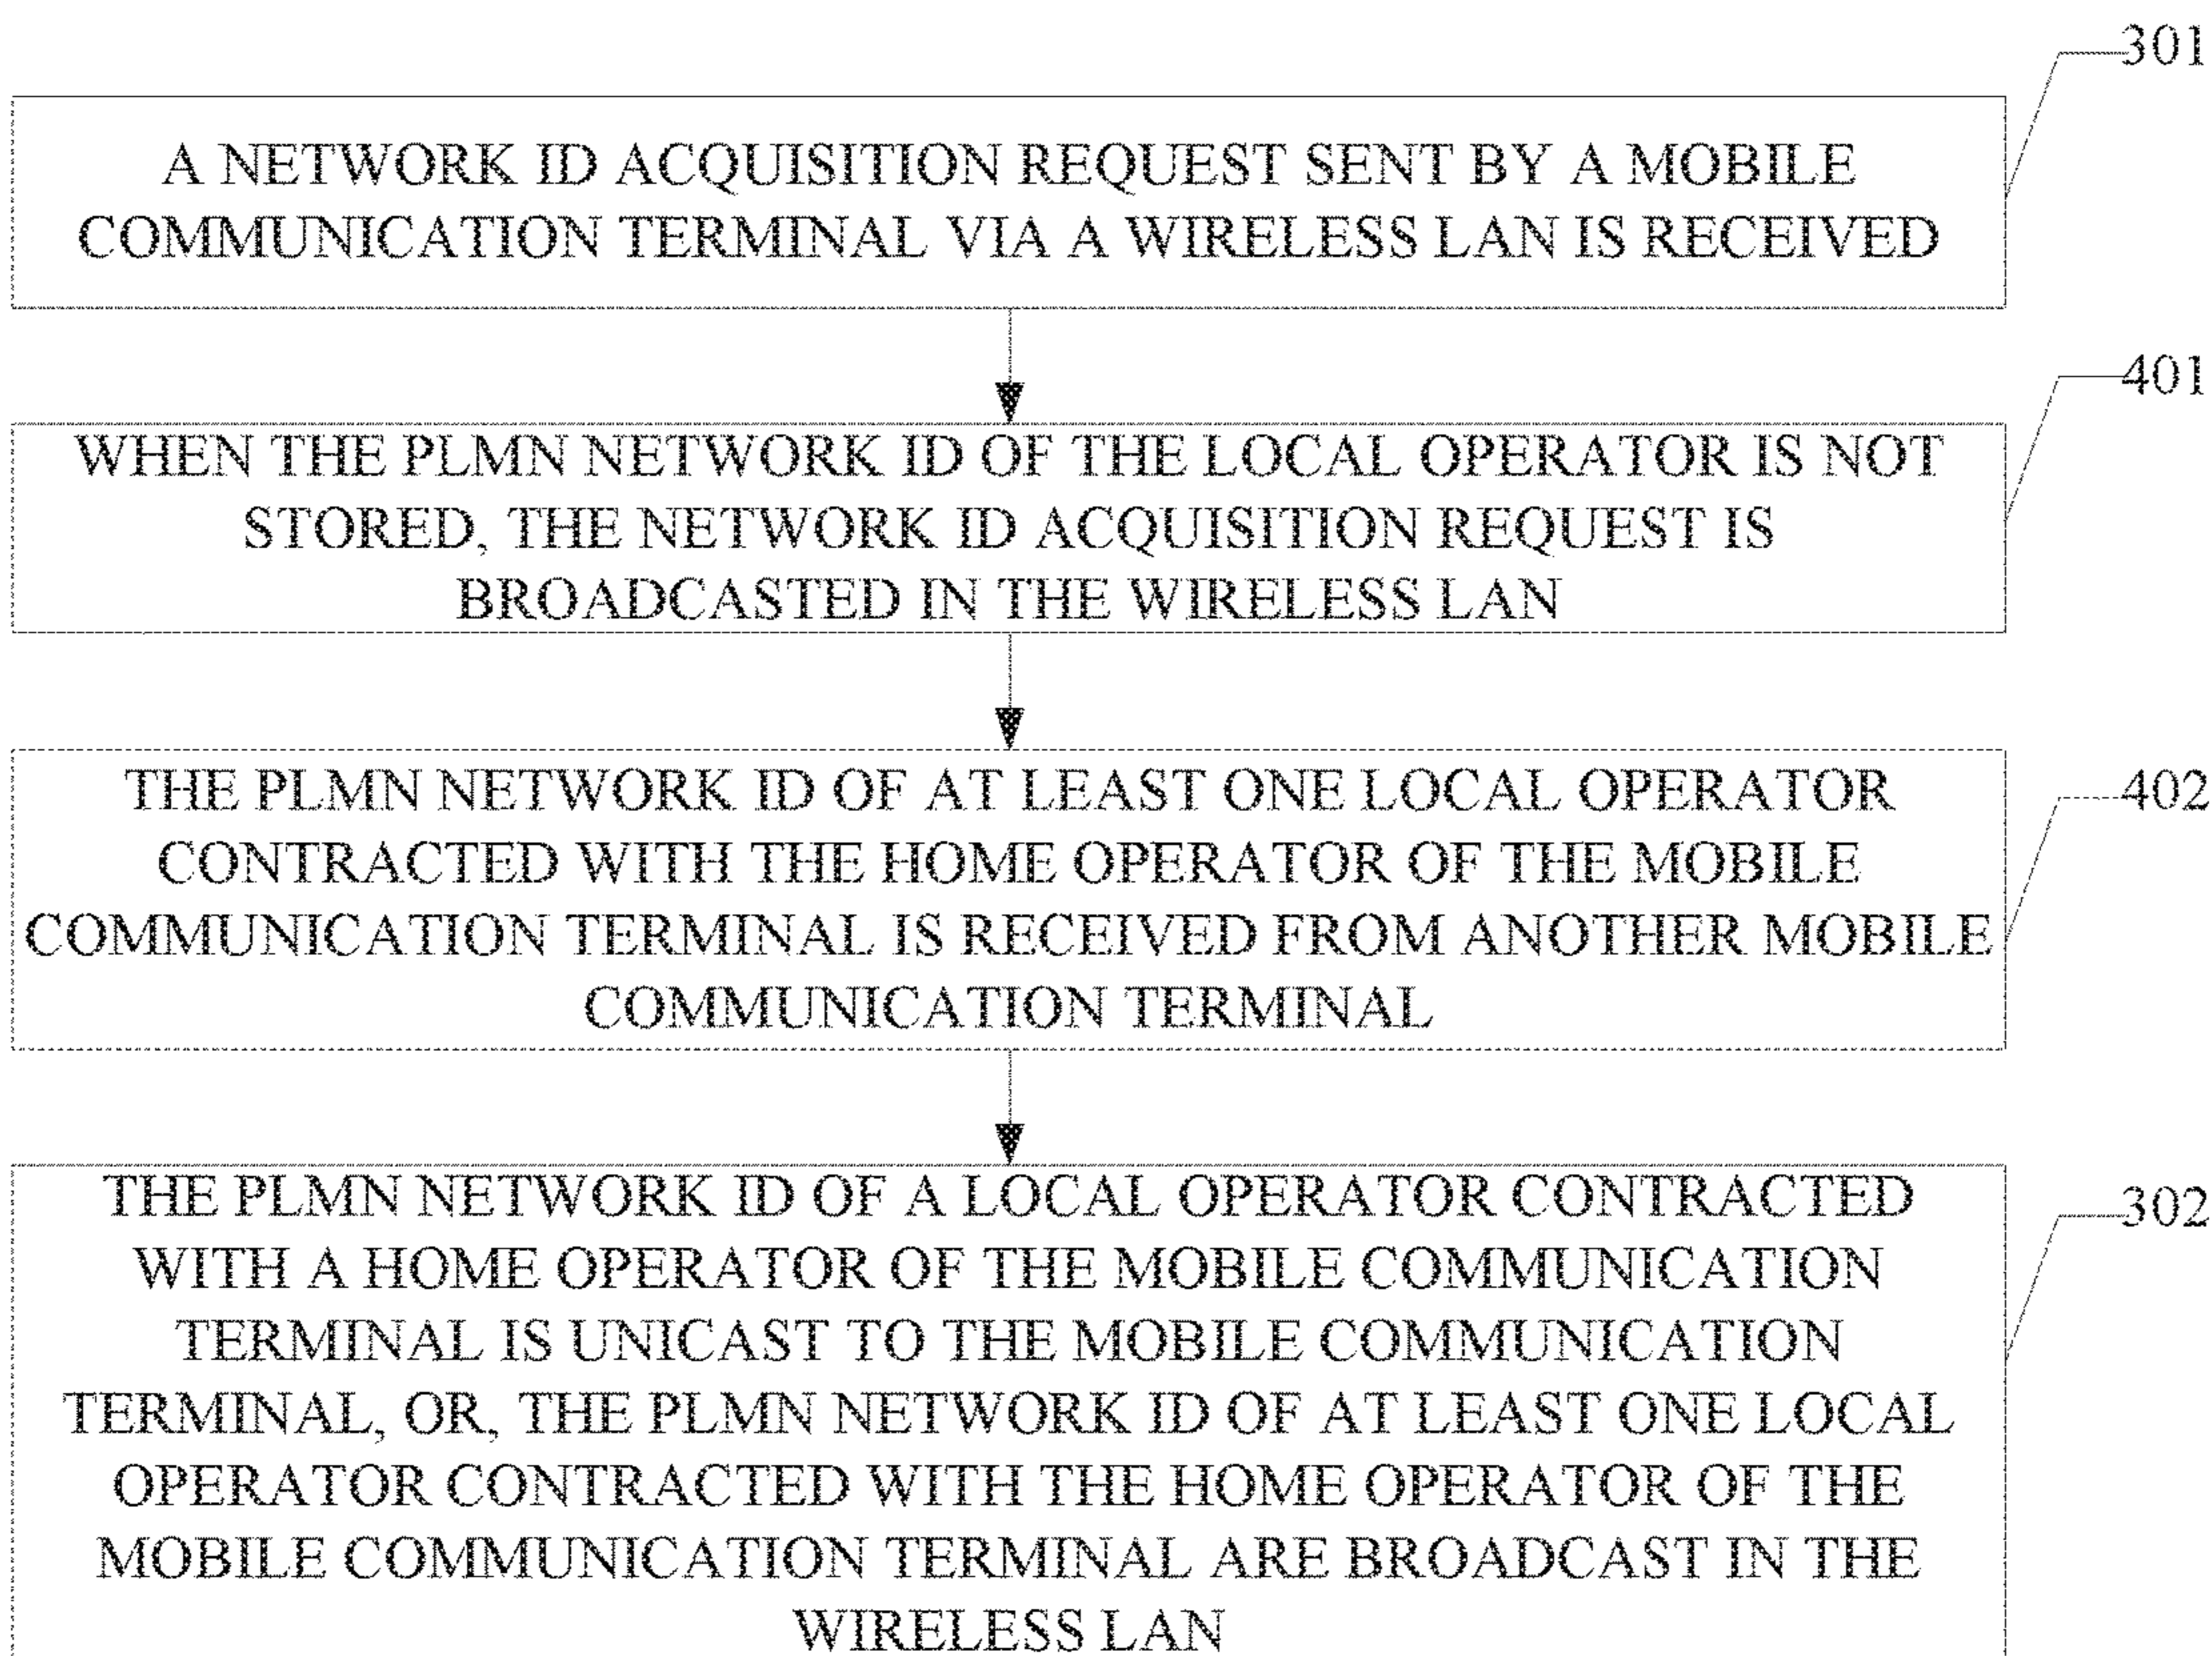 301
A NETWORK ID ACQUISITION REQUEST SENT BY A MOBILE
COMMUNICATION TERMINAL VIA A WIRELESS LAN IS RECEIVED
401
WHEN THE PLMN NETWORK ID OF THE LOCAL OPERATOR IS NOT
STORED, THE NETWORK ID ACQUISITION REQUEST IS
BROADCASTED IN THE WIRELESS LAN
402
THE PLMN NETWORK ID OF AT LEAST ONE LOCAL OPERATOR
CONTRACTED WITH THE HOME OPERATOR OF THE MOBILE
COMMUNICATION TERMINAL IS RECEIVED FROM ANOTHER MOBILE
COMMUNICATION TERMINAL
302
THE PLMN NETWORK ID OF A LOCAL OPERATOR CONTRACTED
WITH A HOME OPERATOR OF THE MOBILE COMMUNICATION
TERMINAL IS UNICAST TO THE MOBILE COMMUNICATION
TERMINAL, OR, THE PLMN NETWORK ID OF AT LEAST ONE LOCAL
OPERATOR CONTRACTED WITH THE HOME OPERATOR OF THE
MOBILE COMMUNICATION TERMINAL ARE BROADCAST IN THE
WIRELESS LAN